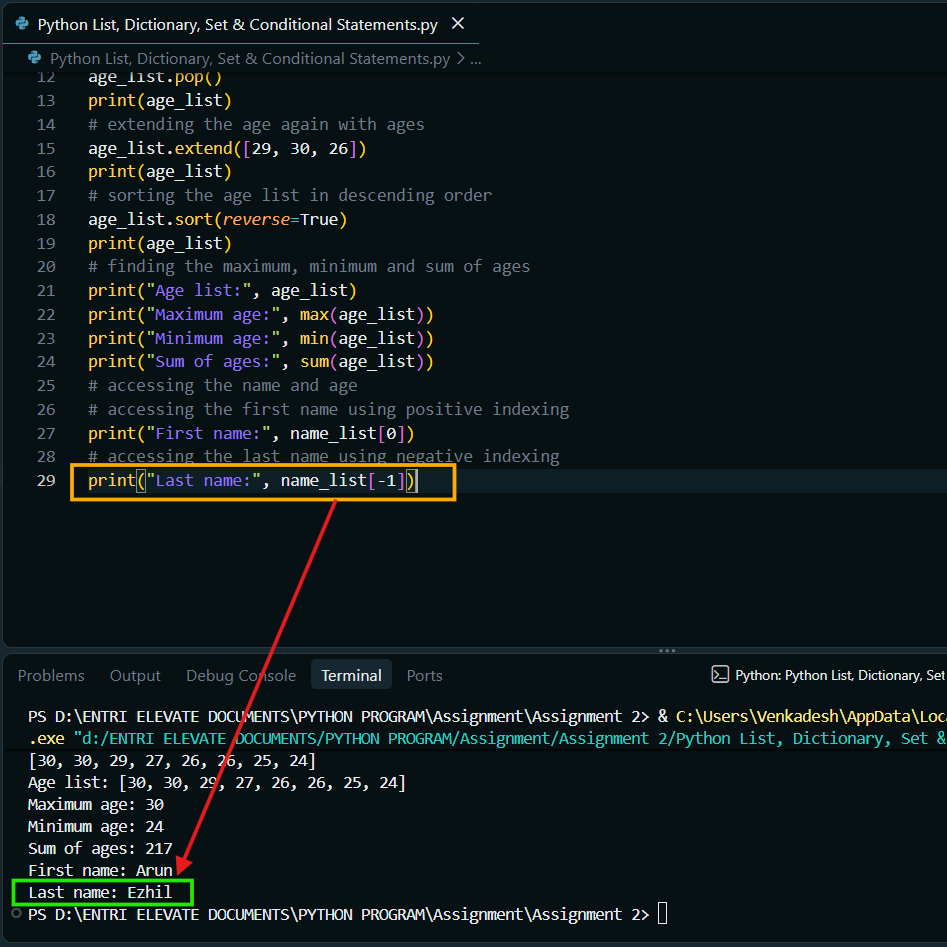 Python List, Dictionary, Set & Conditional Statements.py
Python List, Dictionary, Set & Conditional Statements.py > ...
12 age_list.pop()
13 print(age_list)
14 # extending the age again with ages
15 age_list.extend([29, 30, 26])
16 print(age_list)
17 # sorting the age list in descending order
18 age_list.sort(reverse=True)
19 print(age_list)
20 # finding the maximum, minimum and sum of ages
21 print("Age list:", age_list)
22 print("Maximum age:", max(age_list))
23 print("Minimum age:", min(age_list))
24 print("Sum of ages:", sum(age_list))
25 # accessing the name and age
26 # accessing the first name using positive indexing
27 print("First name:", name_list[0])
28 # accessing the last name using negative indexing
29 print("Last name:", name_list[-1])
Problems Output Debug Console Terminal Ports Python: Python List, Dictionary, Set
PS D:\ENTRI ELEVATE DOCUMENTS\PYTHON PROGRAM\Assignment\Assignment 2> & C:\Users\Venkadesh\AppData\Loca
.exe "d:/ENTRI ELEVATE DOCUMENTS/PYTHON PROGRAM/Assignment/Assignment 2/Python List, Dictionary, Set &
[30, 30, 29, 27, 26, 26, 25, 24]
Age list: [30, 30, 29, 27, 26, 26, 25, 24]
Maximum age: 30
Minimum age: 24
Sum of ages: 217
First name: Arun
Last name: Ezhil
PS D:\ENTRI ELEVATE DOCUMENTS\PYTHON PROGRAM\Assignment\Assignment 2>